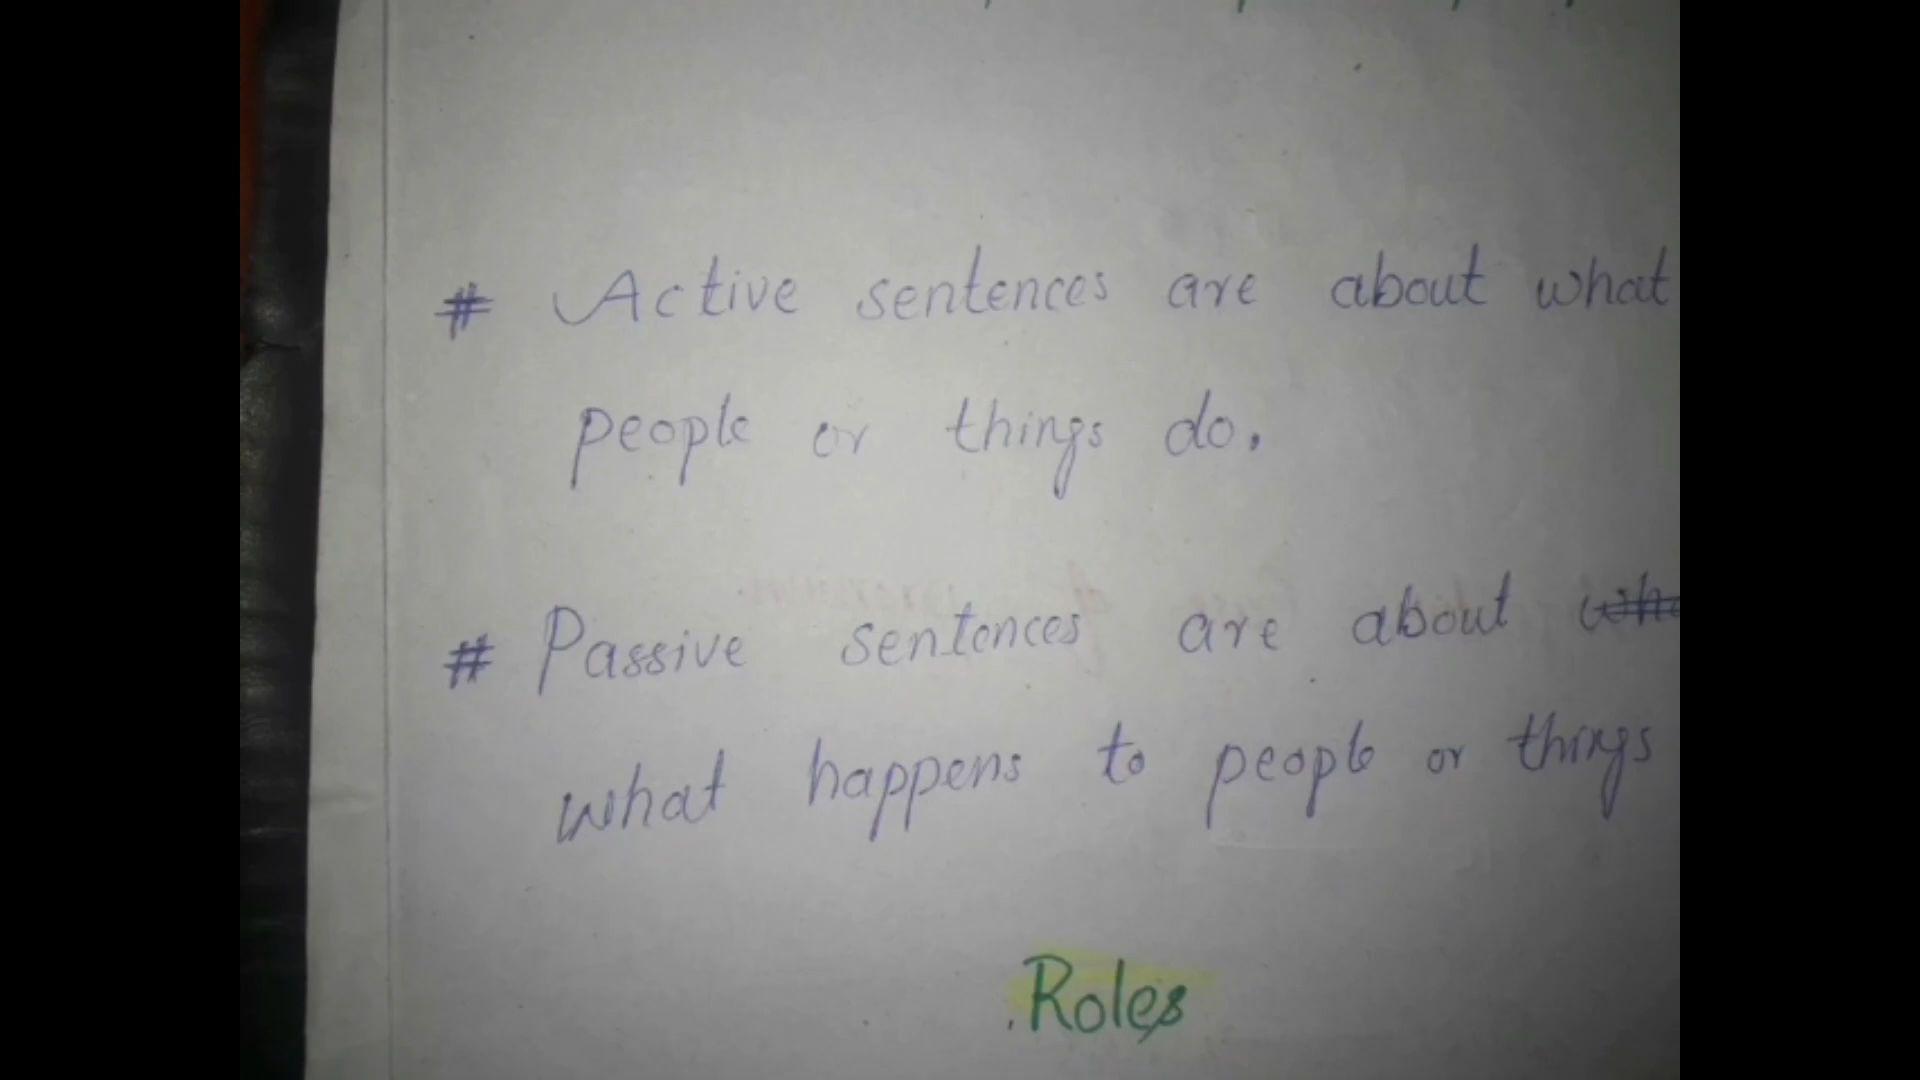 # Active sentences are about what
people or things do.
# Passive sentences are about
what happens to people or things
Roles